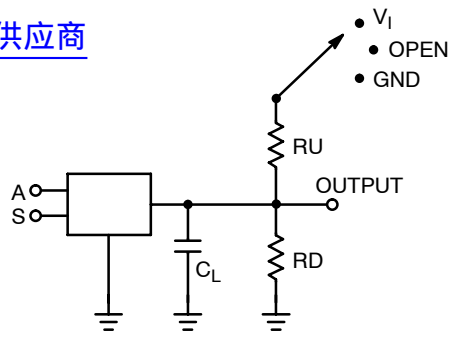 供应商
V_I
OPEN
GND
RU
OUTPUT
A
S
RD
C_L